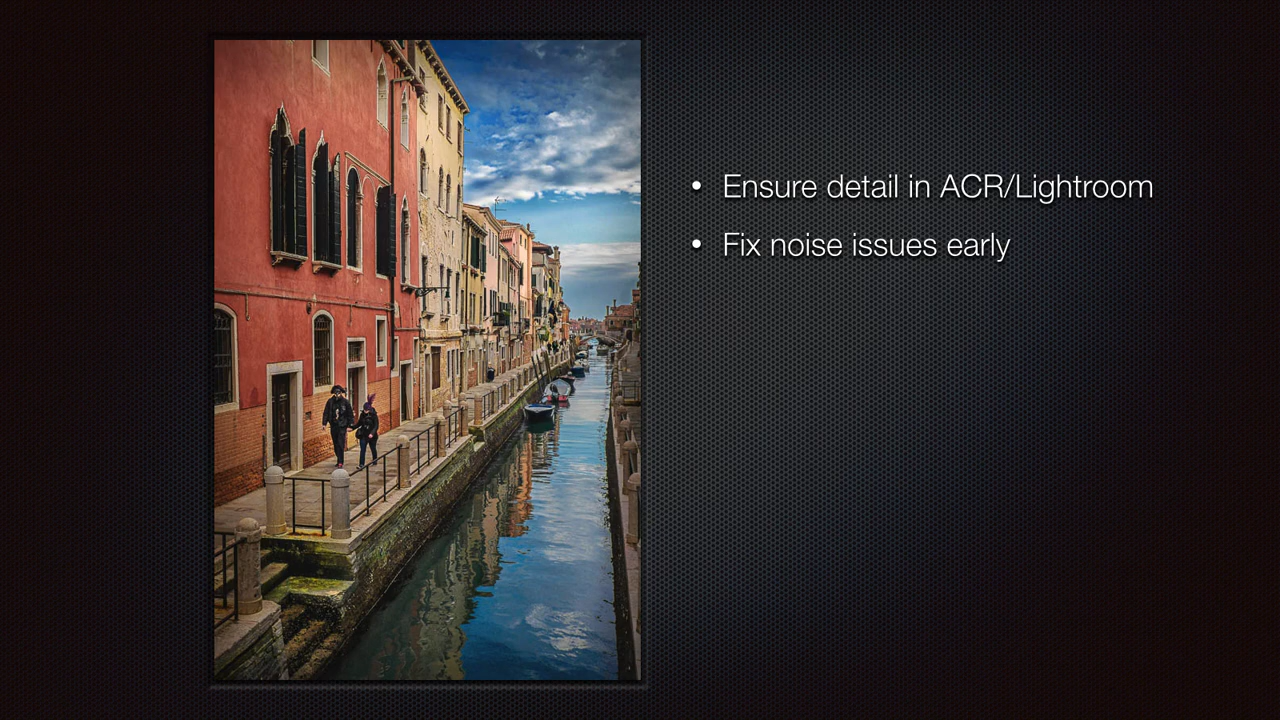 • Ensure detail in ACR/Lightroom
• Fix noise issues early